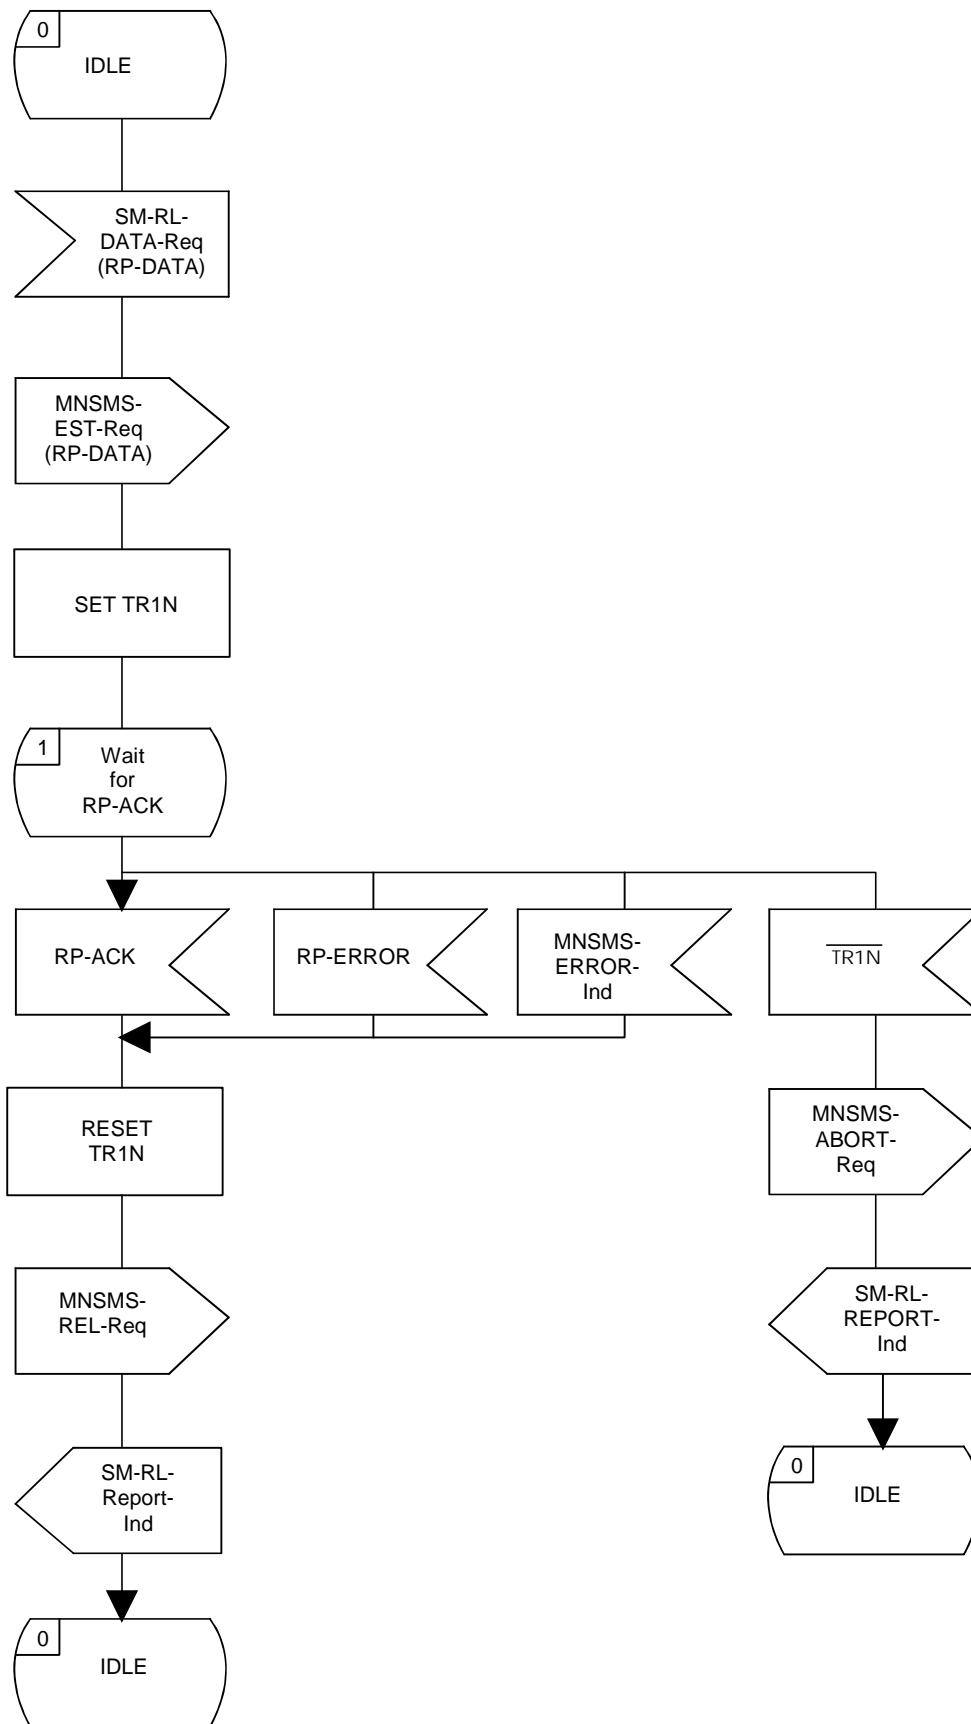 0
IDLE
SM-RL-
DATA-Req
(RP-DATA)
MNSMS-
EST-Req
(RP-DATA)
SET TR1N
1
Wait
for
RP-ACK
RP-ACK
RP-ERROR
MNSMS-
ERROR-
Ind
TR1N
RESET
TR1N
MNSMS-
ABORT-
Req
MNSMS-
REL-Req
SM-RL-
REPORT-
Ind
SM-RL-
Report-
Ind
0
IDLE
0
IDLE